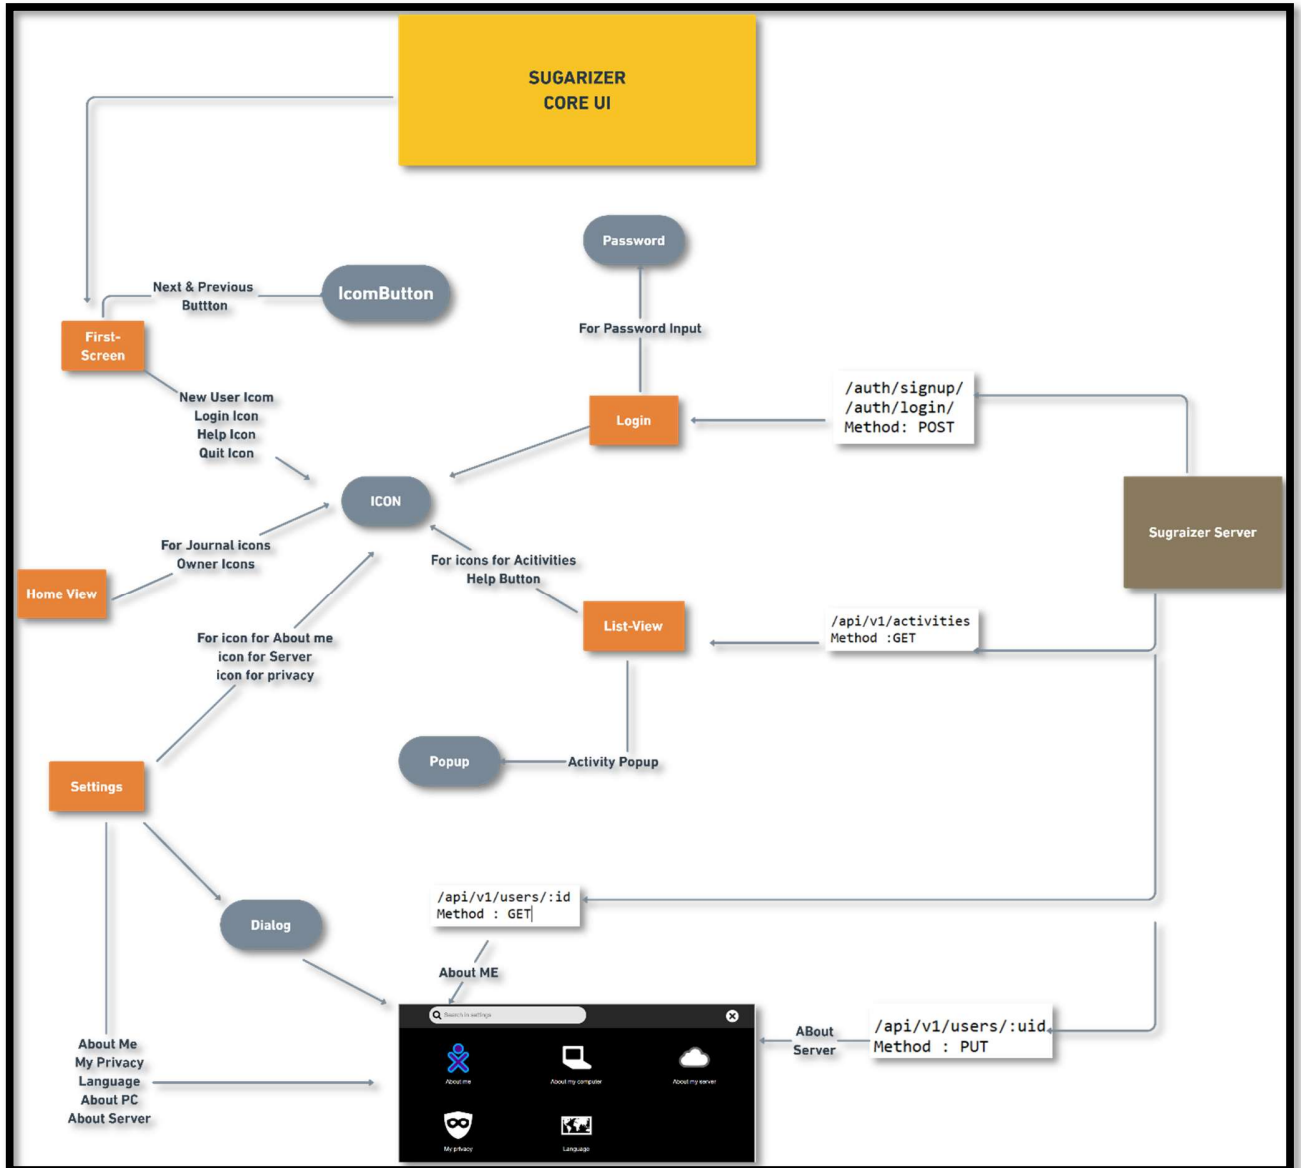 SUGARIZER
CORE UI
Password
Next & Previous
Buttton
IcomButton
For Password Input
First-
Screen
New User Icom
Login Icon
Help Icon
Quit Icon
Login
/auth/signup/
/auth/login/
Method: POST
ICON
Sugraizer Server
For Journal icons
Owner Icons
For icons for Acitivities
Help Button
Home View
List-View
/api/v1/activities
Method :GET
For icon for About me
icon for Server
icon for privacy
Popup
Activity Popup
Settings
/api/v1/users/:id
Method : GET
Dialog
About ME
Search in settings
ABout
Server
/api/v1/users/:uid
Method : PUT
About Me
My Privacy
Language
About PC
About Server
About me
About my computer
About my server
My privacy
Language